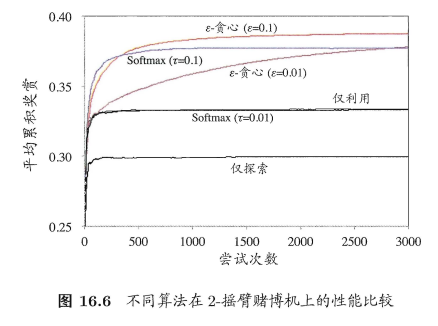 0.40
ε-贪心 (ε=0.1)
Softmax (τ=0.1)
0.35
ε-贪心 (ε=0.01)
仅利用
Softmax (τ=0.01)
平均累积奖赏
0.30
仅探索
0.25
0 500 1000 1500 2000 2500 3000
尝试次数
图 16.6 不同算法在 2-摇臂赌博机上的性能比较